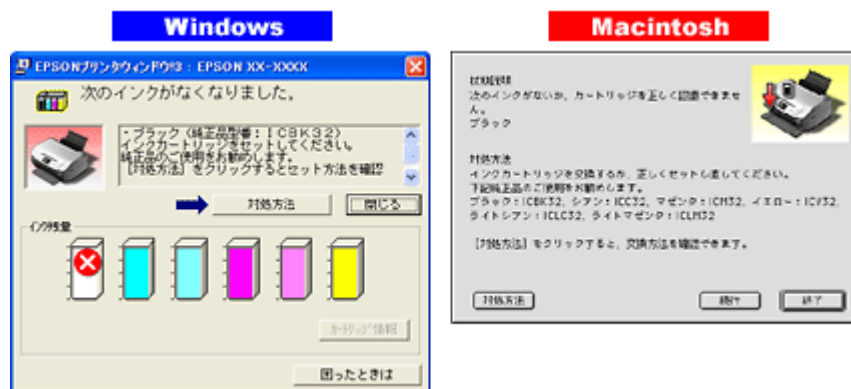 Windows
EPSONプリンタウィンドウ!3 : EPSON XX-XXXX
次のインクがなくなりました。
・ブラック（純正品型番：ICBK32）
インクカートリッジをセットしてください。
純正品のご使用をお勧めします。
［対処方法］をクリックするとセット方法を確認
対処方法
閉じる
インク残量
カートリッジ情報
困ったときは
Macintosh
次のインクがないか、カートリッジを正しく認識できませ
ん。
ブラック
対処方法
インクカートリッジを交換するか、正しくセットし直してください。
下記純正品のご使用をお勧めします。
ブラック：ICBK32, シアン：ICC32, マゼンタ：ICM32, イエロー：ICY32,
ライトシアン：ICLC32, ライトマゼンタ：ICLM32
［対処方法］をクリックすると、交換方法を確認できます。
対処方法
続行
終了